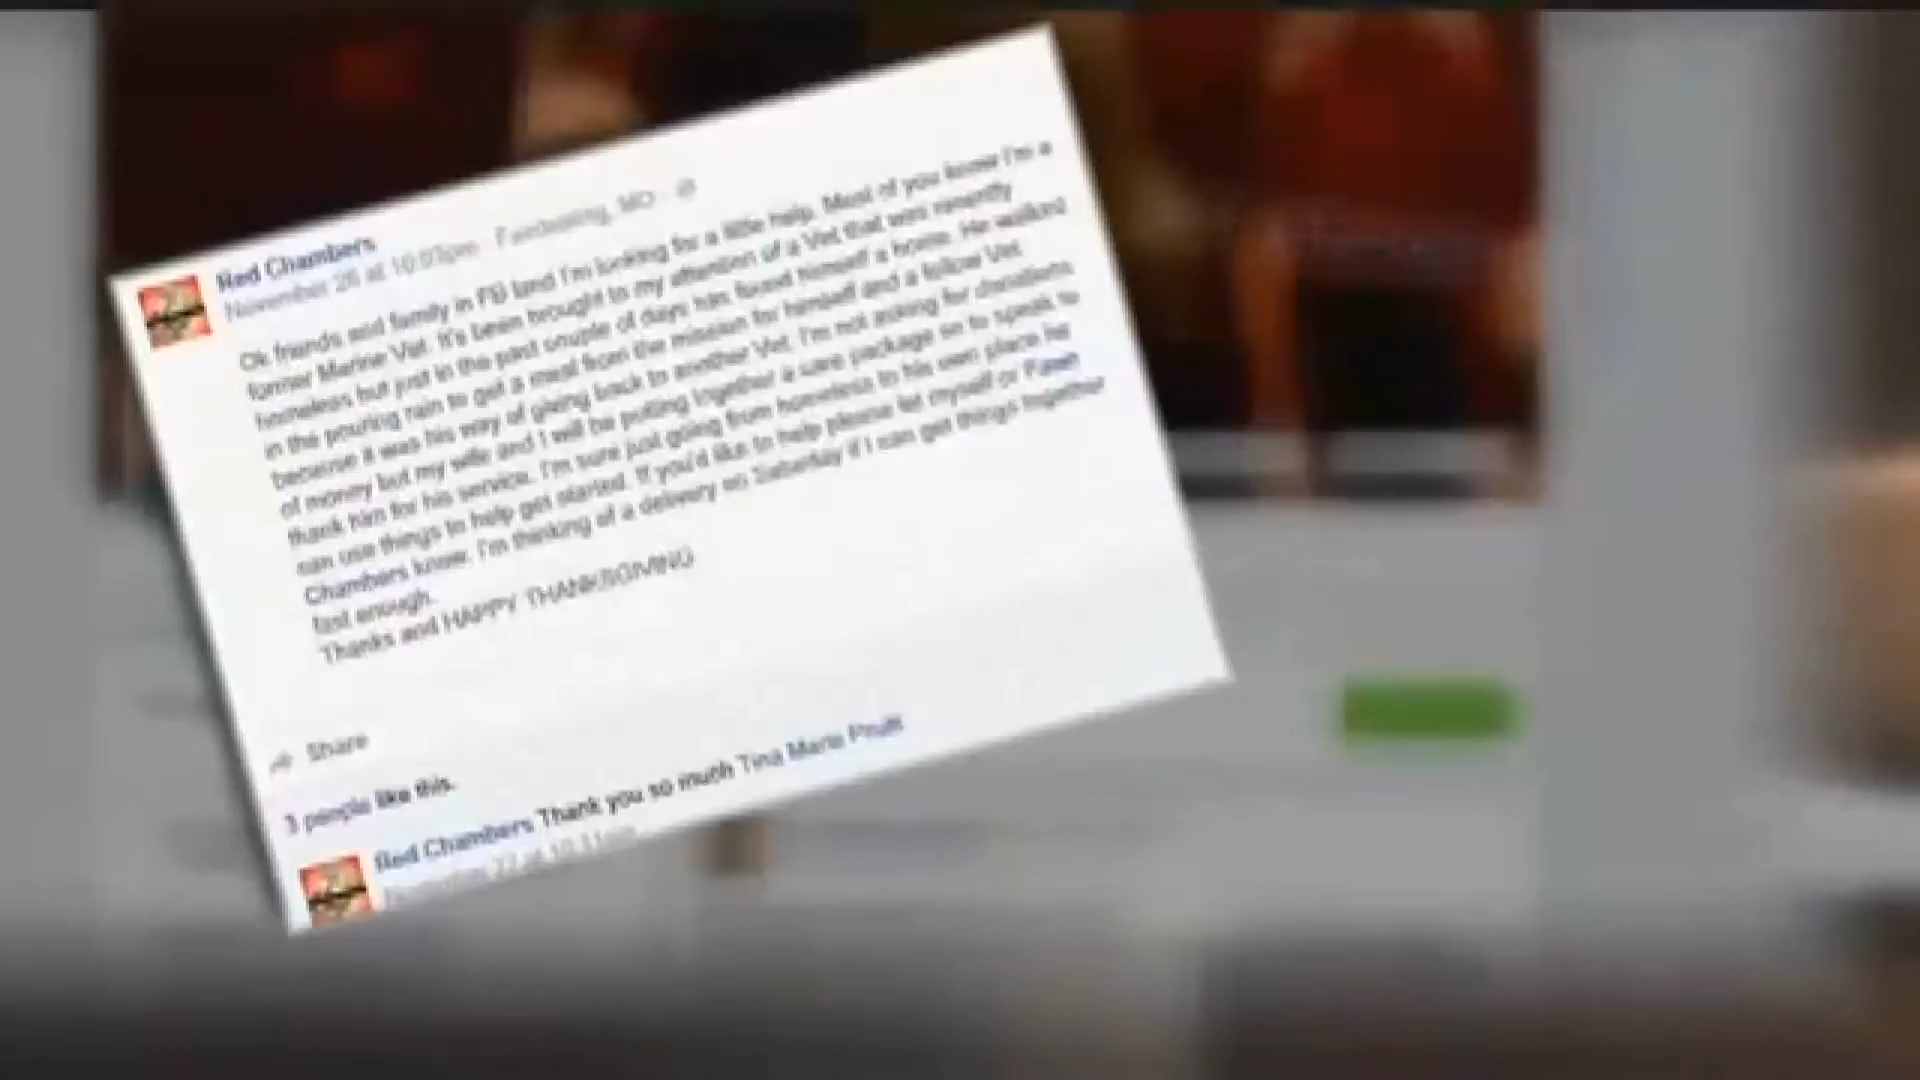 Red Chambers
November 26 at 10:03pm · MD
Ok friends and family in FB land I'm looking for a little help. Most of you know I'm a
former Marine Vet. It's been brought to my attention of a Vet that was recently
homeless but just in the past couple of days has found himself a home. He walked
in the pouring rain to get a meal from the mission for himself and a fellow Vet
because it was his way of giving back to another Vet. I'm not asking for donations
of money but my wife and I will be putting together a care package so to speak to
thank him for his service. I'm sure just going from homeless to his own place he
can use things to help get started. If you'd like to help please let myself or Fawn
Chambers know. I'm thinking of a delivery on Saturday if I can get things together
fast enough.
Thanks and HAPPY THANKSGIVING
Share
3 people like this.
Red Chambers Thank you so much Tina Marie Pruitt
27 at 10:11pm